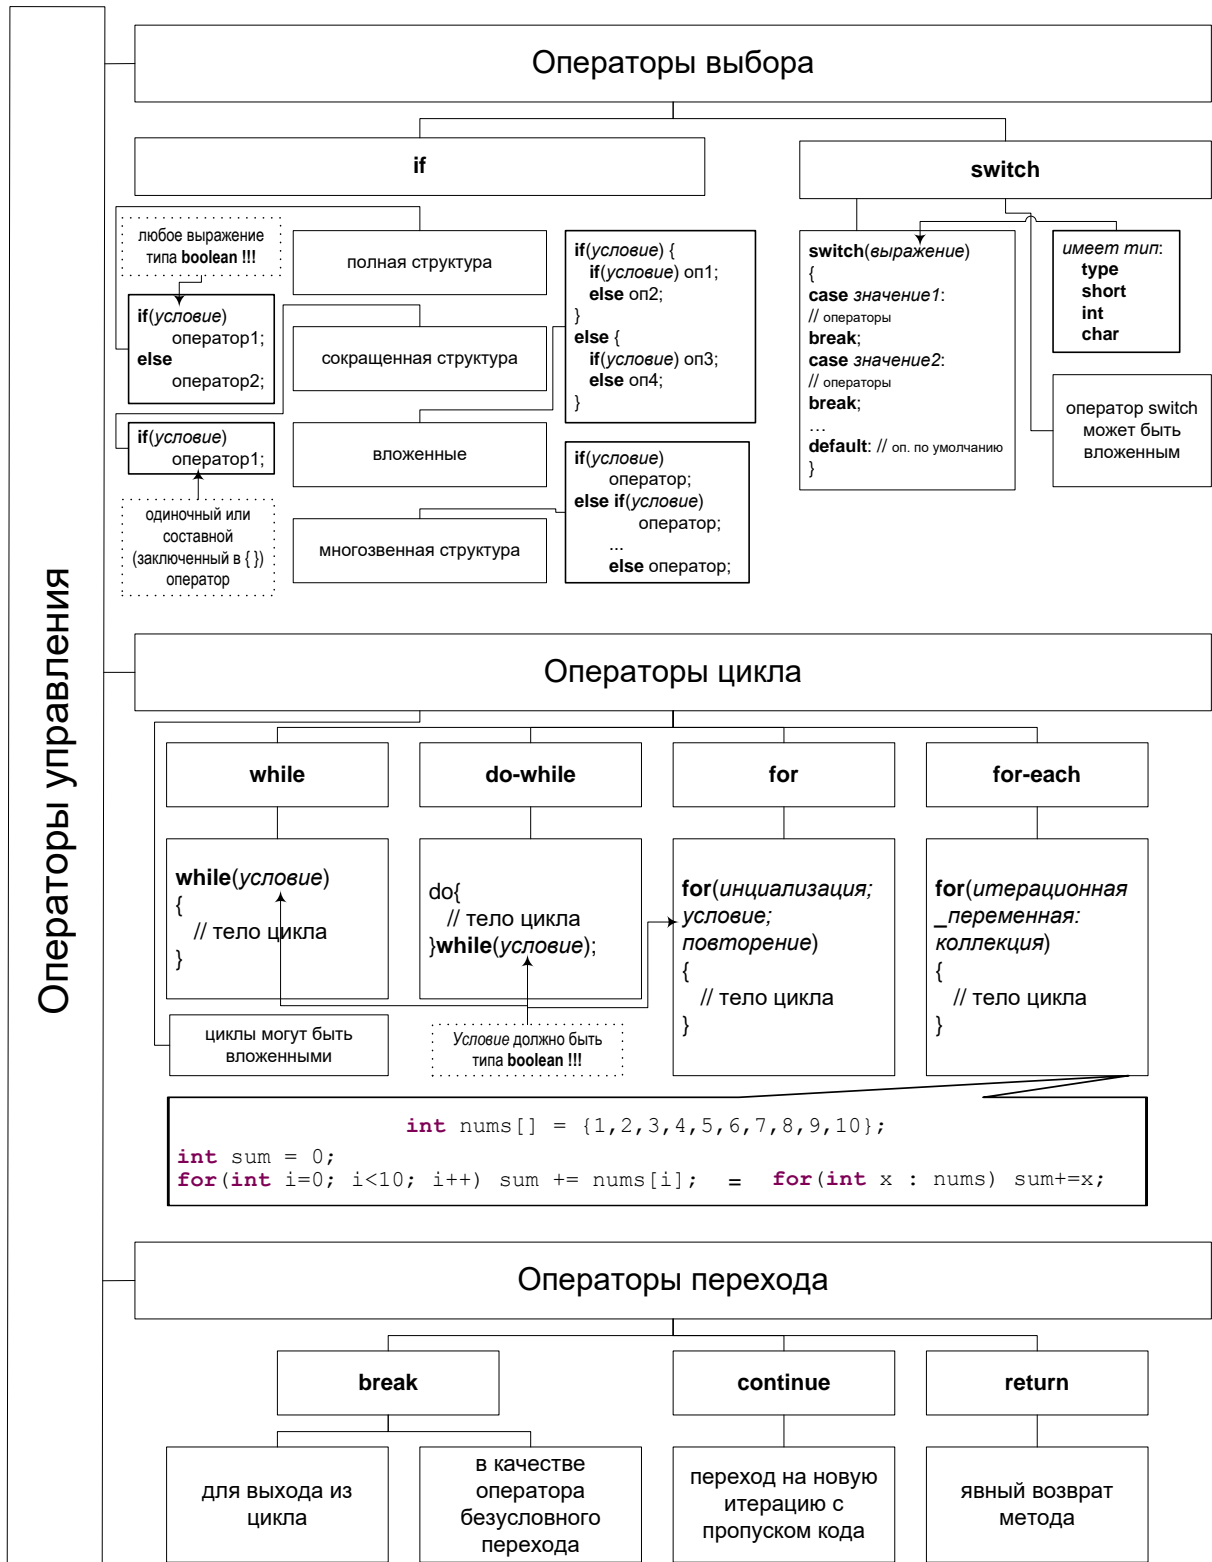 Операторы управления
Операторы выбора
if
switch
любое выражение
типа boolean !!!
if(условие)
оператор1;
else
оператор2;
if(условие)
оператор1;
одиночный или
составной
(заключенный в { })
оператор
полная структура
сокращенная структура
вложенные
многозвенная структура
if(условие) {
if(условие) оп1;
else оп2;
}
else {
if(условие) оп3;
else оп4;
}
if(условие)
оператор;
else if(условие)
оператор;
...
else оператор;
switch(выражение)
{
case значение1:
// операторы
break;
case значение2:
// операторы
break;
…
default: // оп. по умолчанию
}
имеет тип:
type
short
int
char
оператор switch
может быть
вложенным
Операторы цикла
while
do-while
for
for-each
while(условие)
{
// тело цикла
}
do{
// тело цикла
}while(условие);
for(инциализация;
условие;
повторение)
{
// тело цикла
}
for(итерационная
_переменная:
коллекция)
{
// тело цикла
}
циклы могут быть
вложенными
Условие должно быть
типа boolean !!!
int nums[] = {1,2,3,4,5,6,7,8,9,10};
int sum = 0;
for(int i=0; i<10; i++) sum += nums[i]; = for(int x : nums) sum+=x;
Операторы перехода
break
continue
return
для выхода из
цикла
в качестве
оператора
безусловного
перехода
переход на новую
итерацию с
пропуском кода
явный возврат
метода